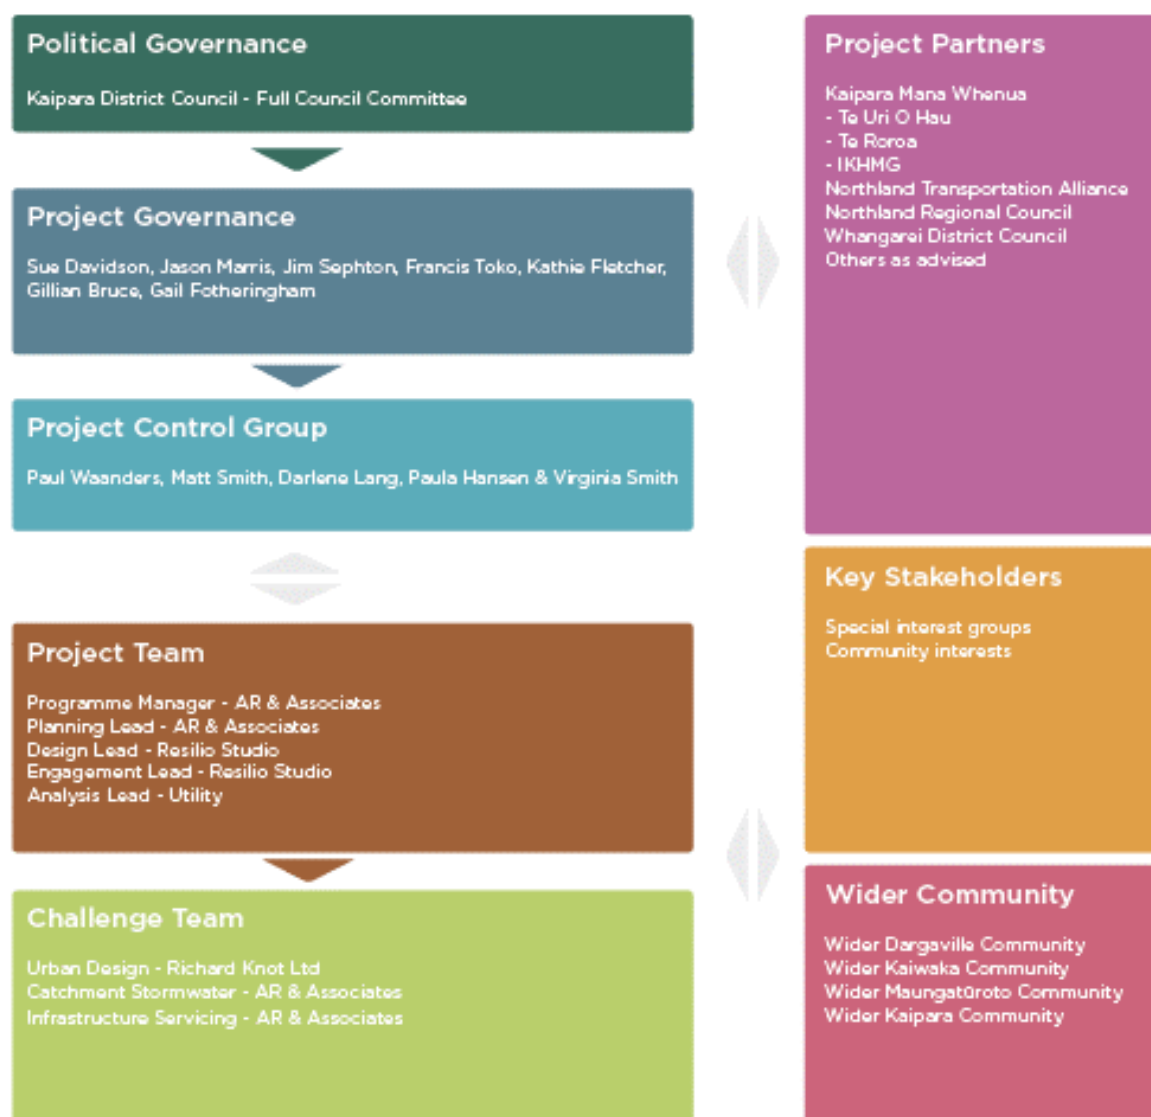 Political Governance
Kaipara District Council - Full Council Committee
Project Governance
Sue Davidson, Jason Marris, Jim Sephton, Francis Toko, Kathie Fletcher,
Gillian Bruce, Gail Fotheringham
Project Control Group
Paul Waanders, Matt Smith, Darlene Lang, Paula Hansen & Virginia Smith
Project Team
Programme Manager - AR & Associates
Planning Lead - AR & Associates
Design Lead - Resilio Studio
Engagement Lead - Resilio Studio
Analysis Lead - Utility
Challenge Team
Urban Design - Richard Knot Ltd
Catchment Stormwater - AR & Associates
Infrastructure Servicing - AR & Associates
Project Partners
Kaipara Mana Whenua
- Te Uri O Hau
- Te Roroa
- IKHMG
Northland Transportation Alliance
Northland Regional Council
Whangarei District Council
Others as advised
Key Stakeholders
Special interest groups
Community interests
Wider Community
Wider Dargaville Community
Wider Kaiwaka Community
Wider Maungatūroto Community
Wider Kaipara Community